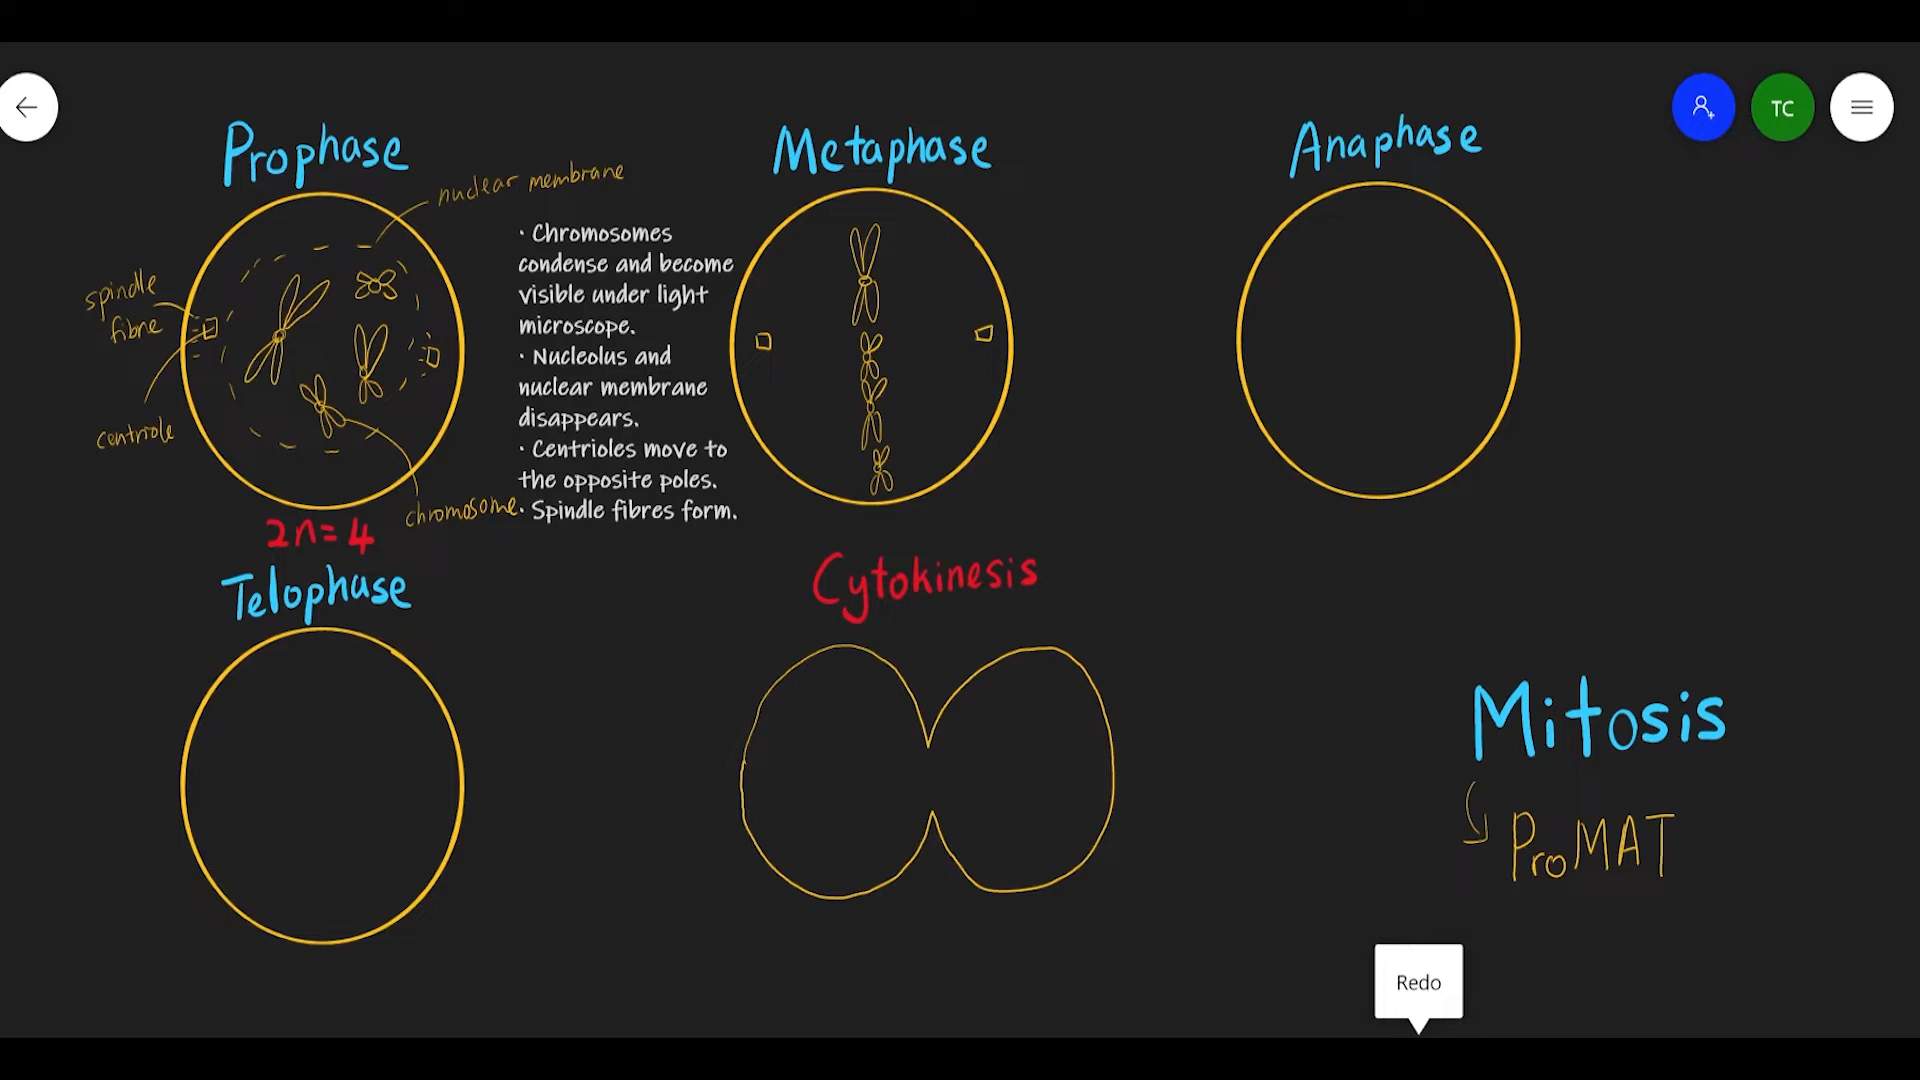 TC
Prophase
Metaphase
Anaphase
nuclear membrane
spindle
fibre
centriole
chromosome
· Chromosomes
condense and become
visible under light
microscope.
· Nucleolus and
nuclear membrane
disappears.
· Centrioles move to
the opposite poles.
· Spindle fibres form.
2n=4
Telophase
Cytokinesis
Mitosis
ProMAT
Redo